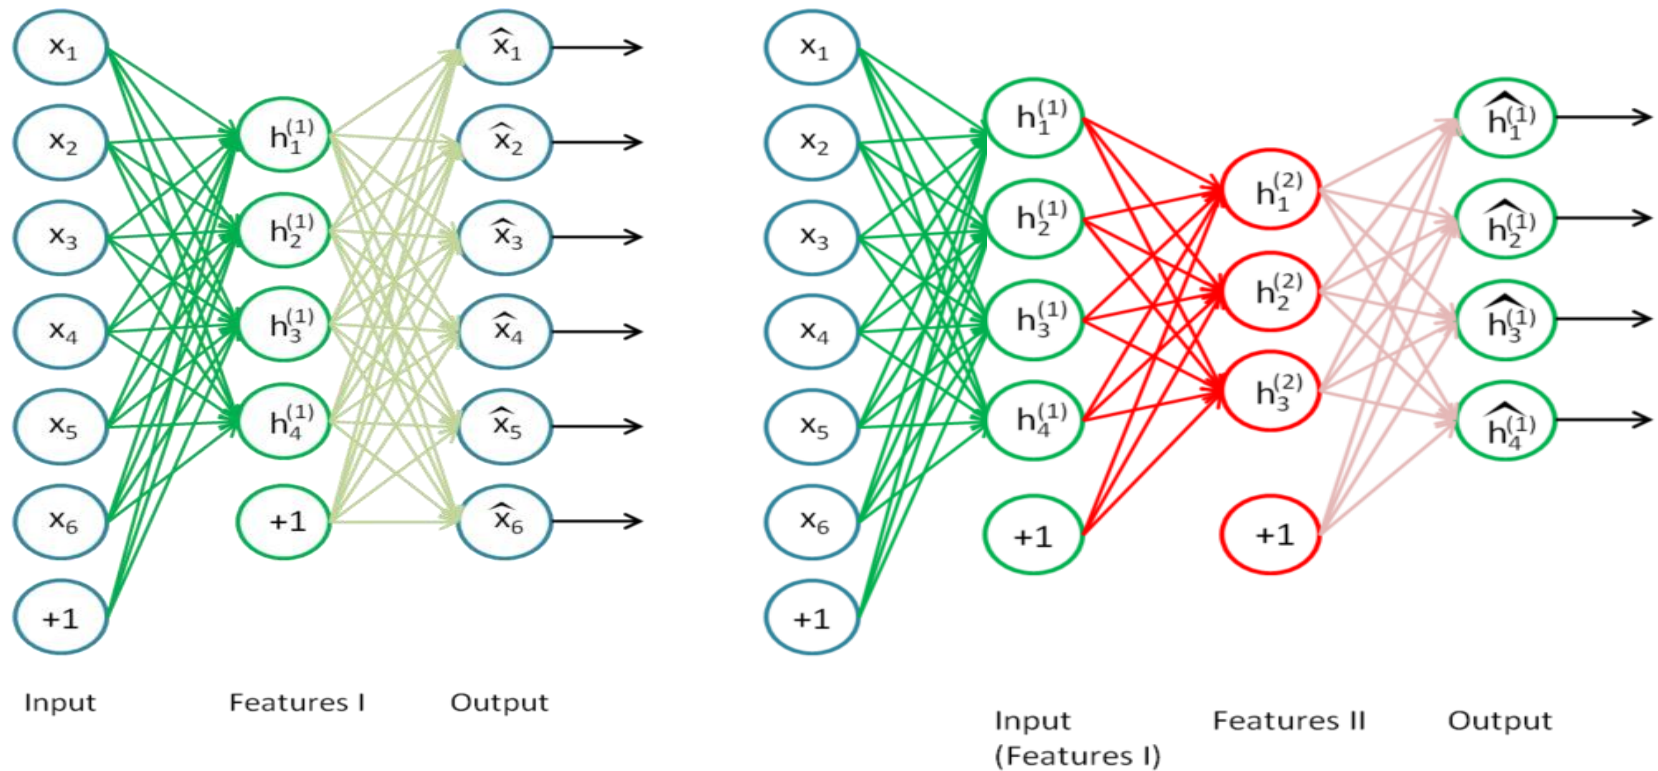 x₁
x₂
x₃
x₄
x₅
x₆
+1
h₁⁽¹⁾
h₂⁽¹⁾
h₃⁽¹⁾
h₄⁽¹⁾
+1
x̂₁
x̂₂
x̂₃
x̂₄
x̂₅
x̂₆
Input
Features I
Output
x₁
x₂
x₃
x₄
x₅
x₆
+1
h₁⁽¹⁾
h₂⁽¹⁾
h₃⁽¹⁾
h₄⁽¹⁾
+1
h₁⁽²⁾
h₂⁽²⁾
h₃⁽²⁾
+1
ĥ₁⁽¹⁾
ĥ₂⁽¹⁾
ĥ₃⁽¹⁾
ĥ₄⁽¹⁾
Input
(Features I)
Features II
Output